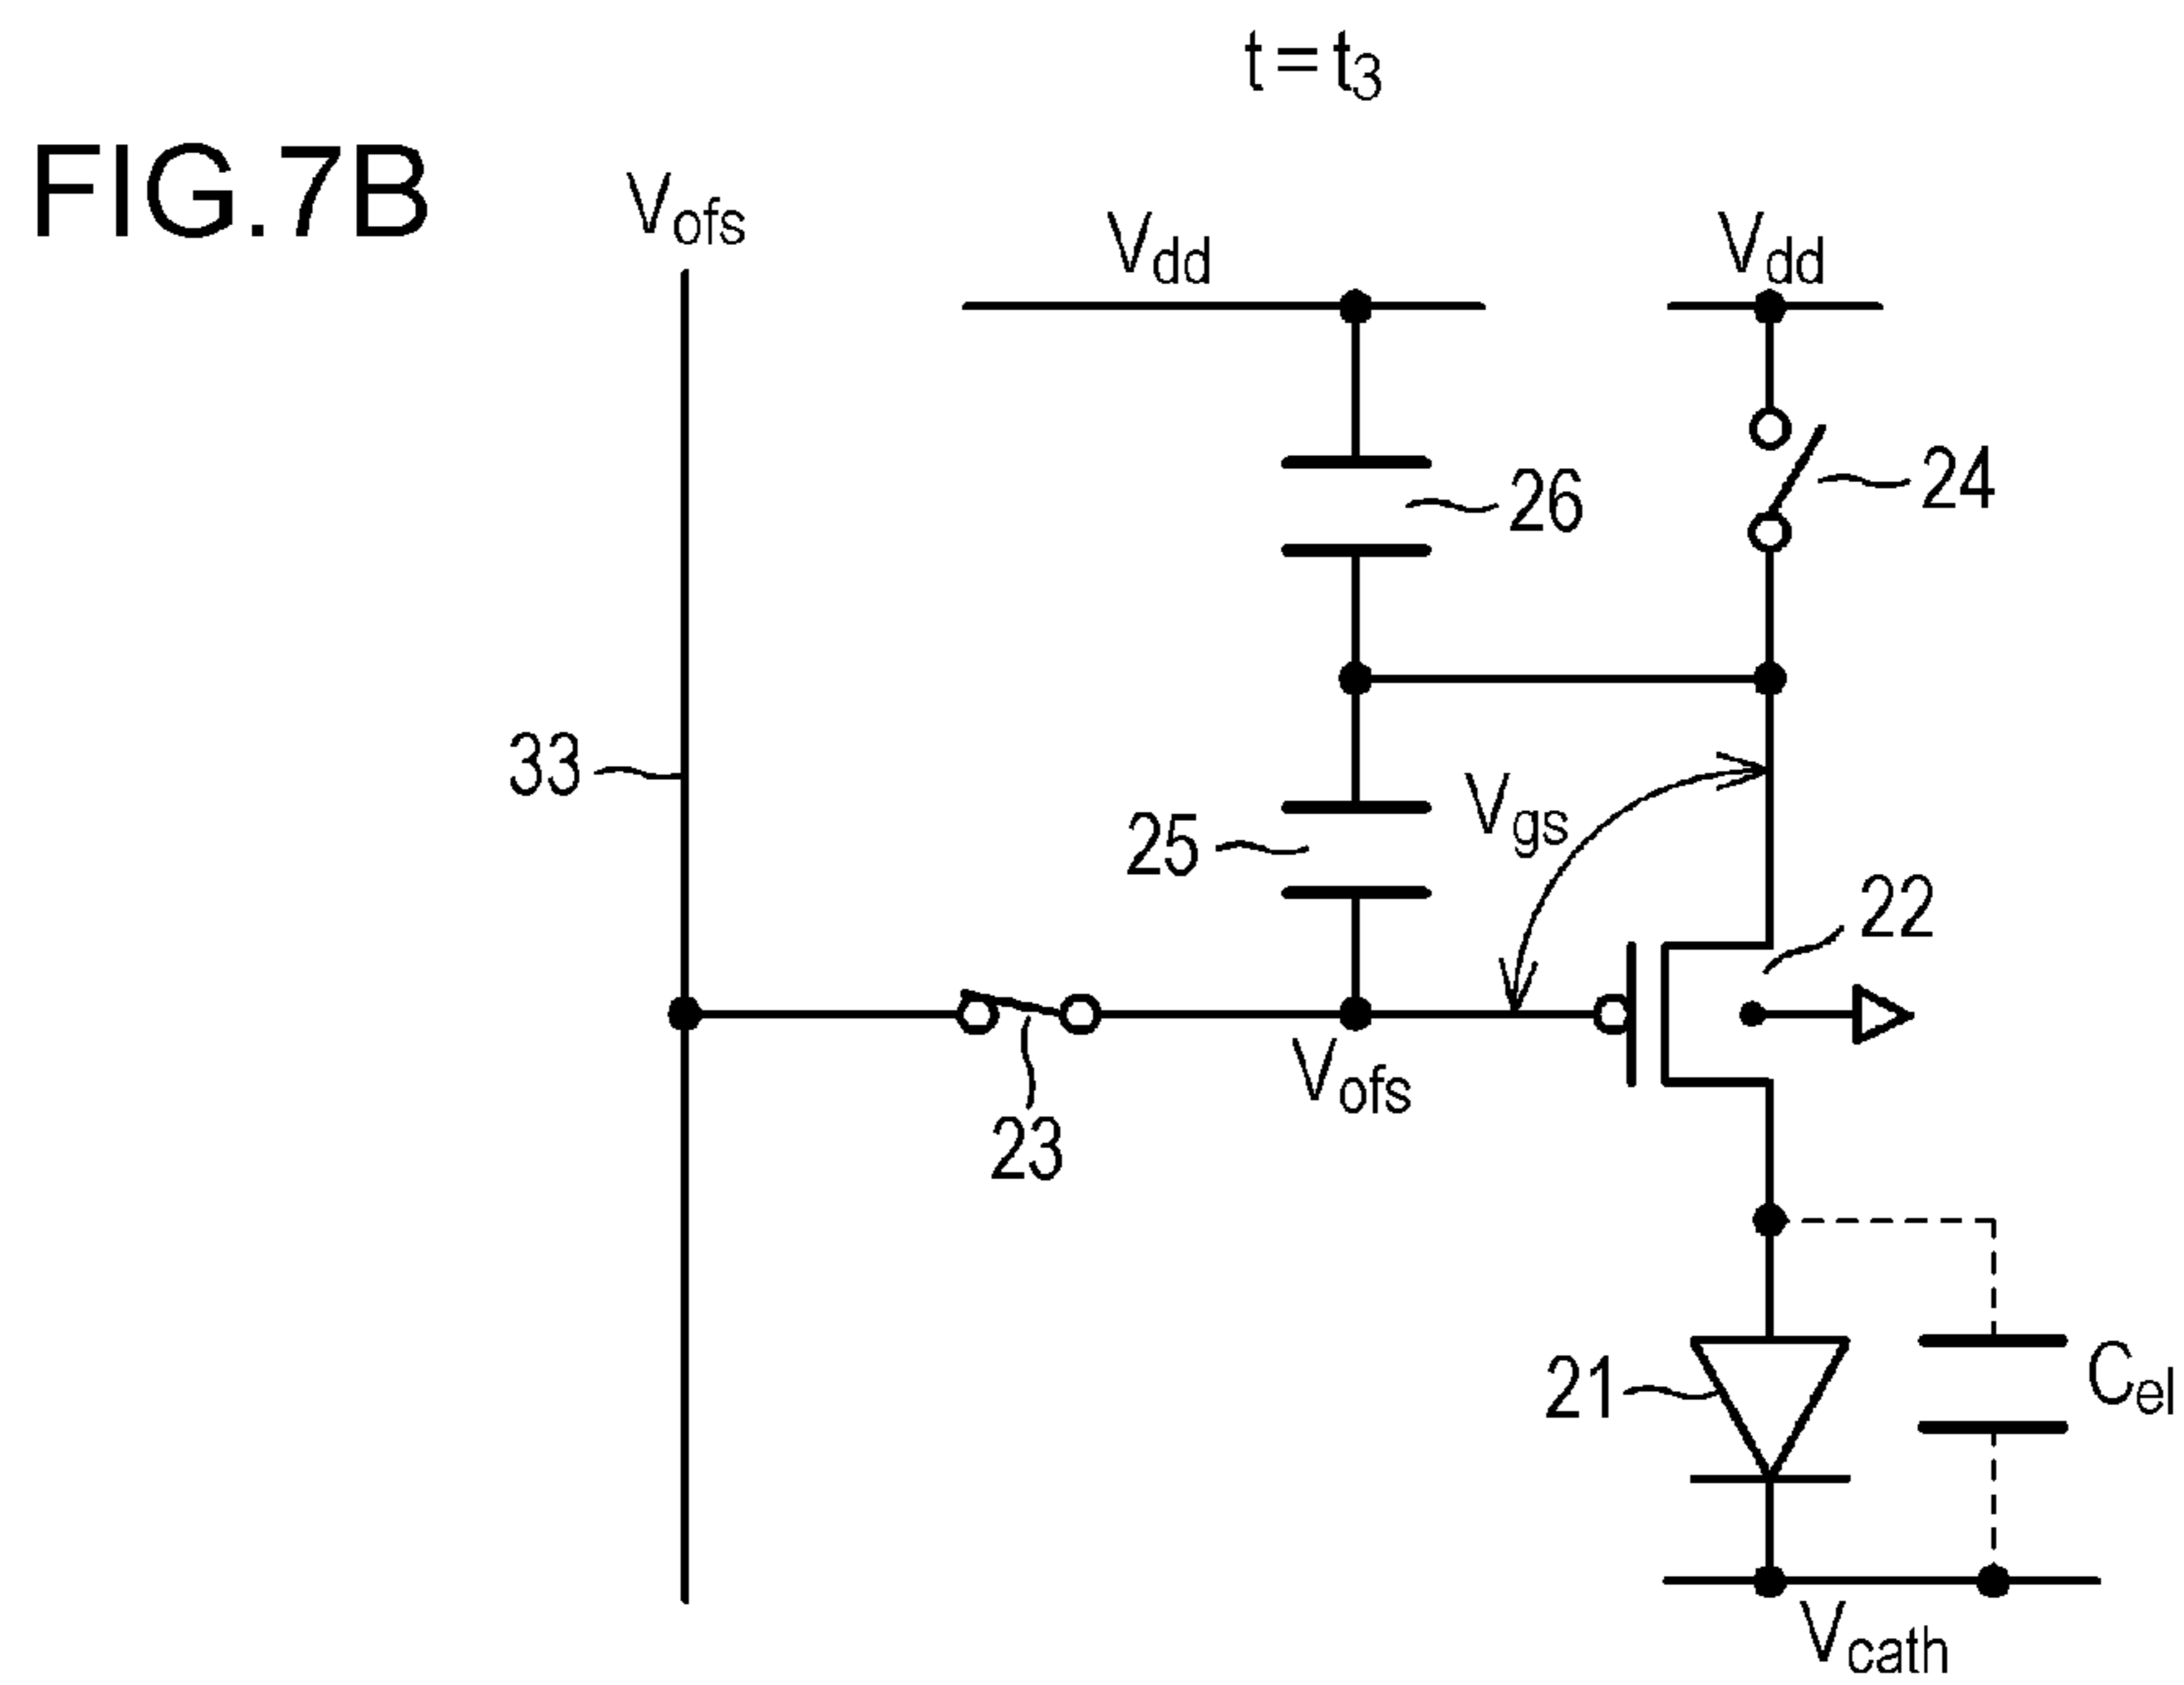 t = t3
FIG.7B
Vofs
Vdd
Vdd
26
24
33
Vgs
25
22
Vofs
23
21
Cel
Vcath